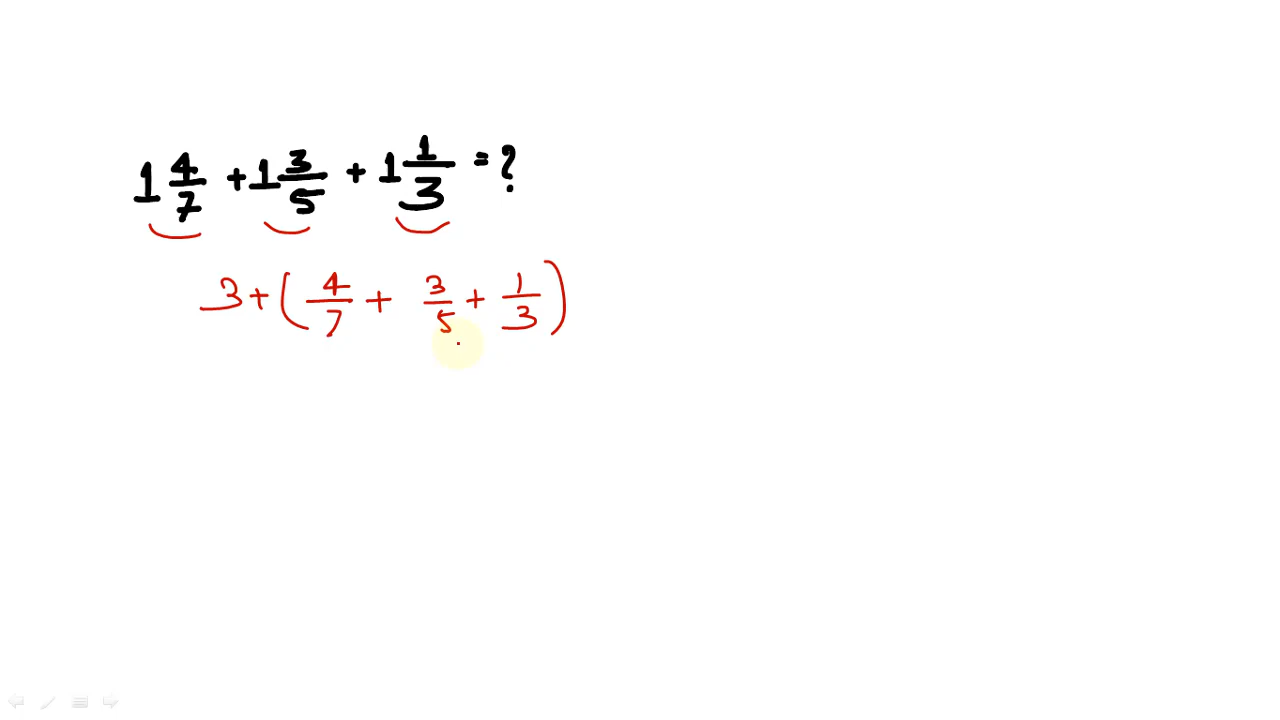 1 4/7 + 1 3/5 + 1 1/3 = ?
3 + ( 4/7 + 3/5 + 1/3 )